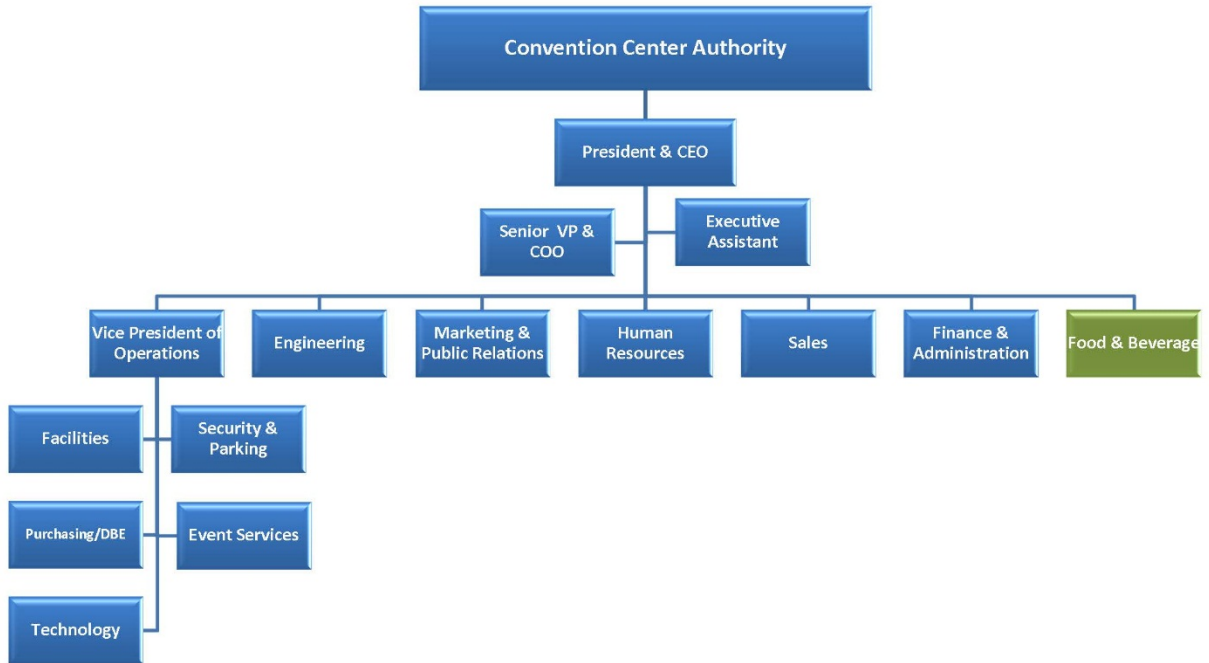 Convention Center Authority
President & CEO
Senior VP &
COO
Executive
Assistant
Vice President of
Operations
Engineering
Marketing &
Public Relations
Human
Resources
Sales
Finance &
Administration
Food & Beverage
Facilities
Security &
Parking
Purchasing/DBE
Event Services
Technology